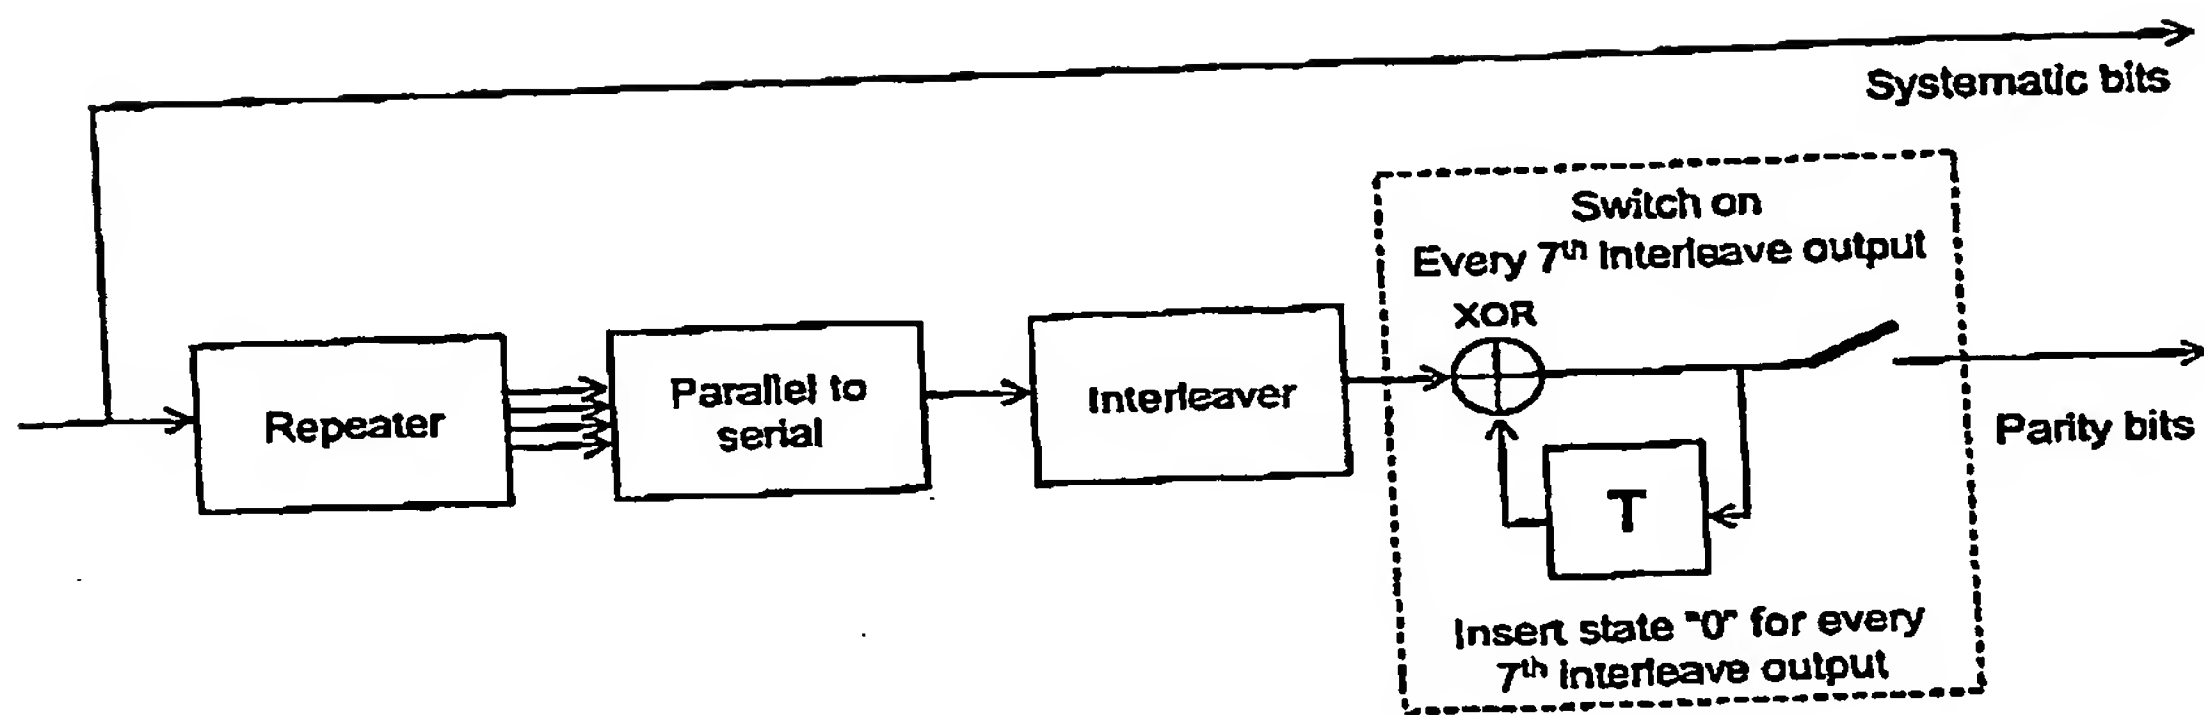 Systematic bits
Switch on
Every 7th Interleave output
XOR
Repeater
Parallel to
serial
Interleaver
T
Parity bits
Insert state "0" for every
7th interleave output